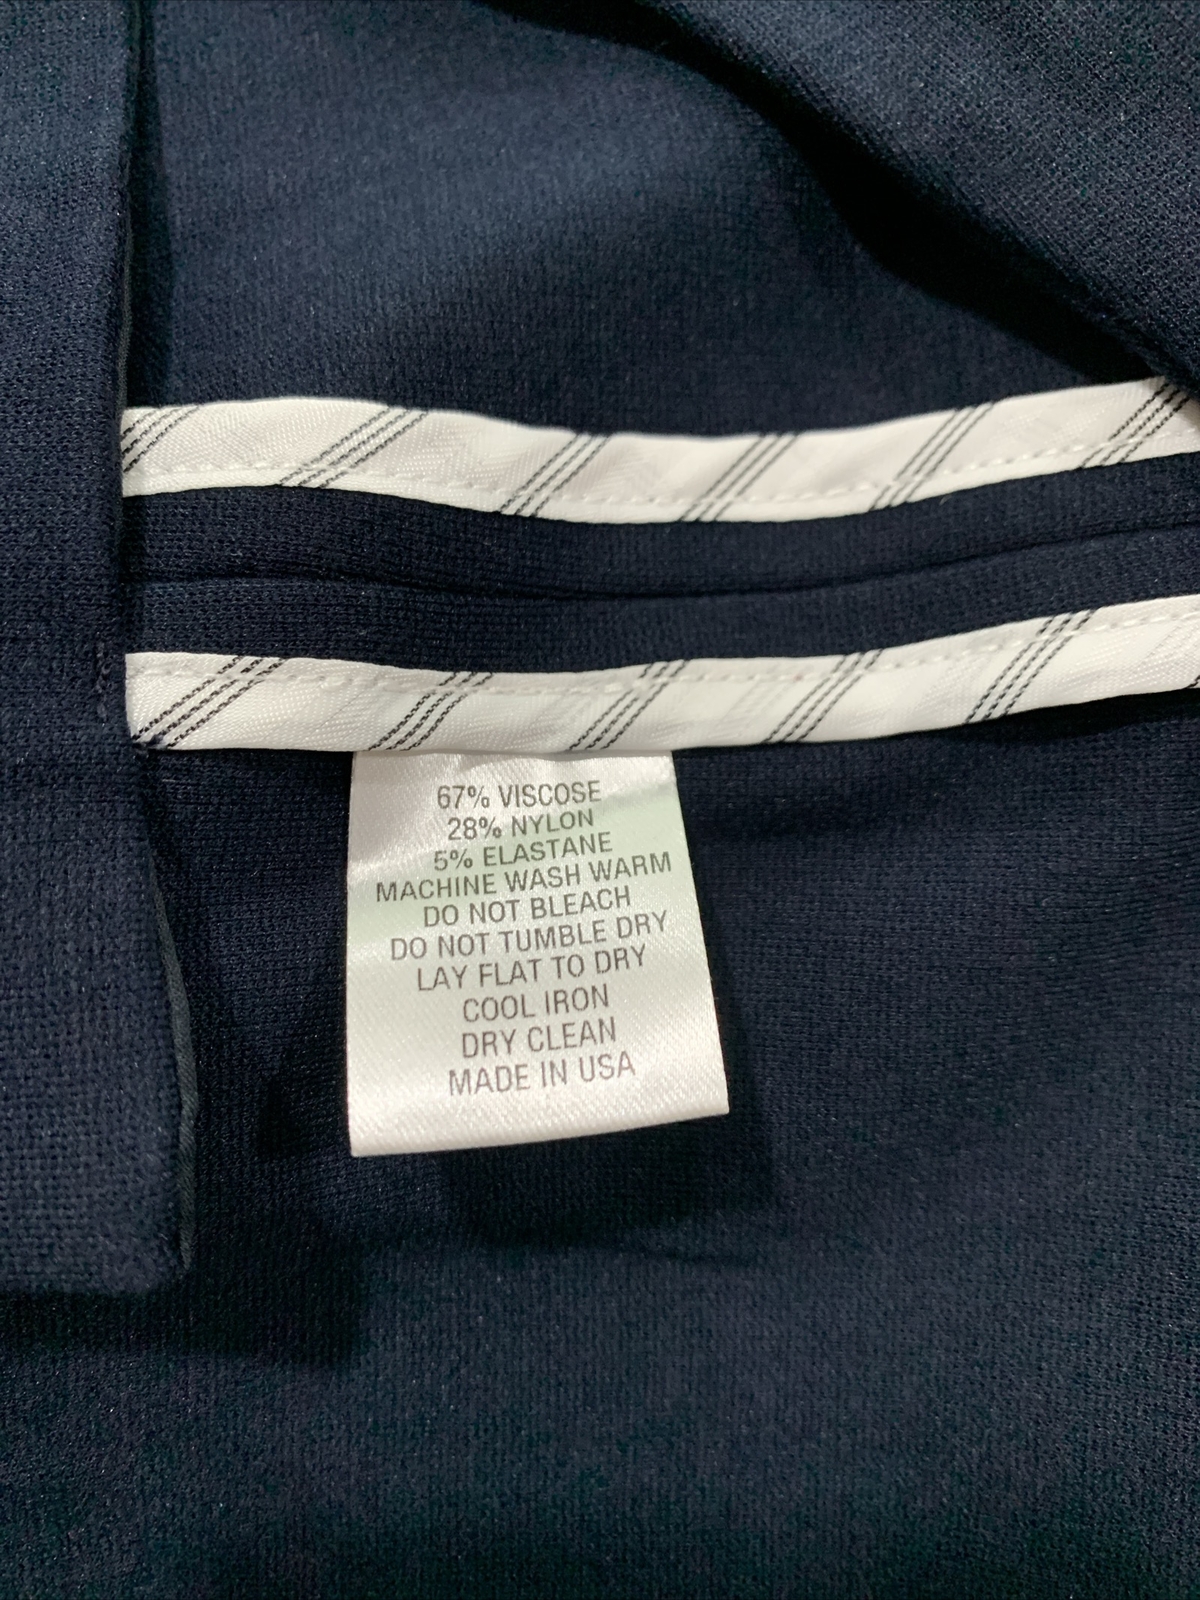 67% VISCOSE
28% NYLON
5% ELASTANE
MACHINE WASH WARM
DO NOT BLEACH
DO NOT TUMBLE DRY
LAY FLAT TO DRY
COOL IRON
DRY CLEAN
MADE IN USA